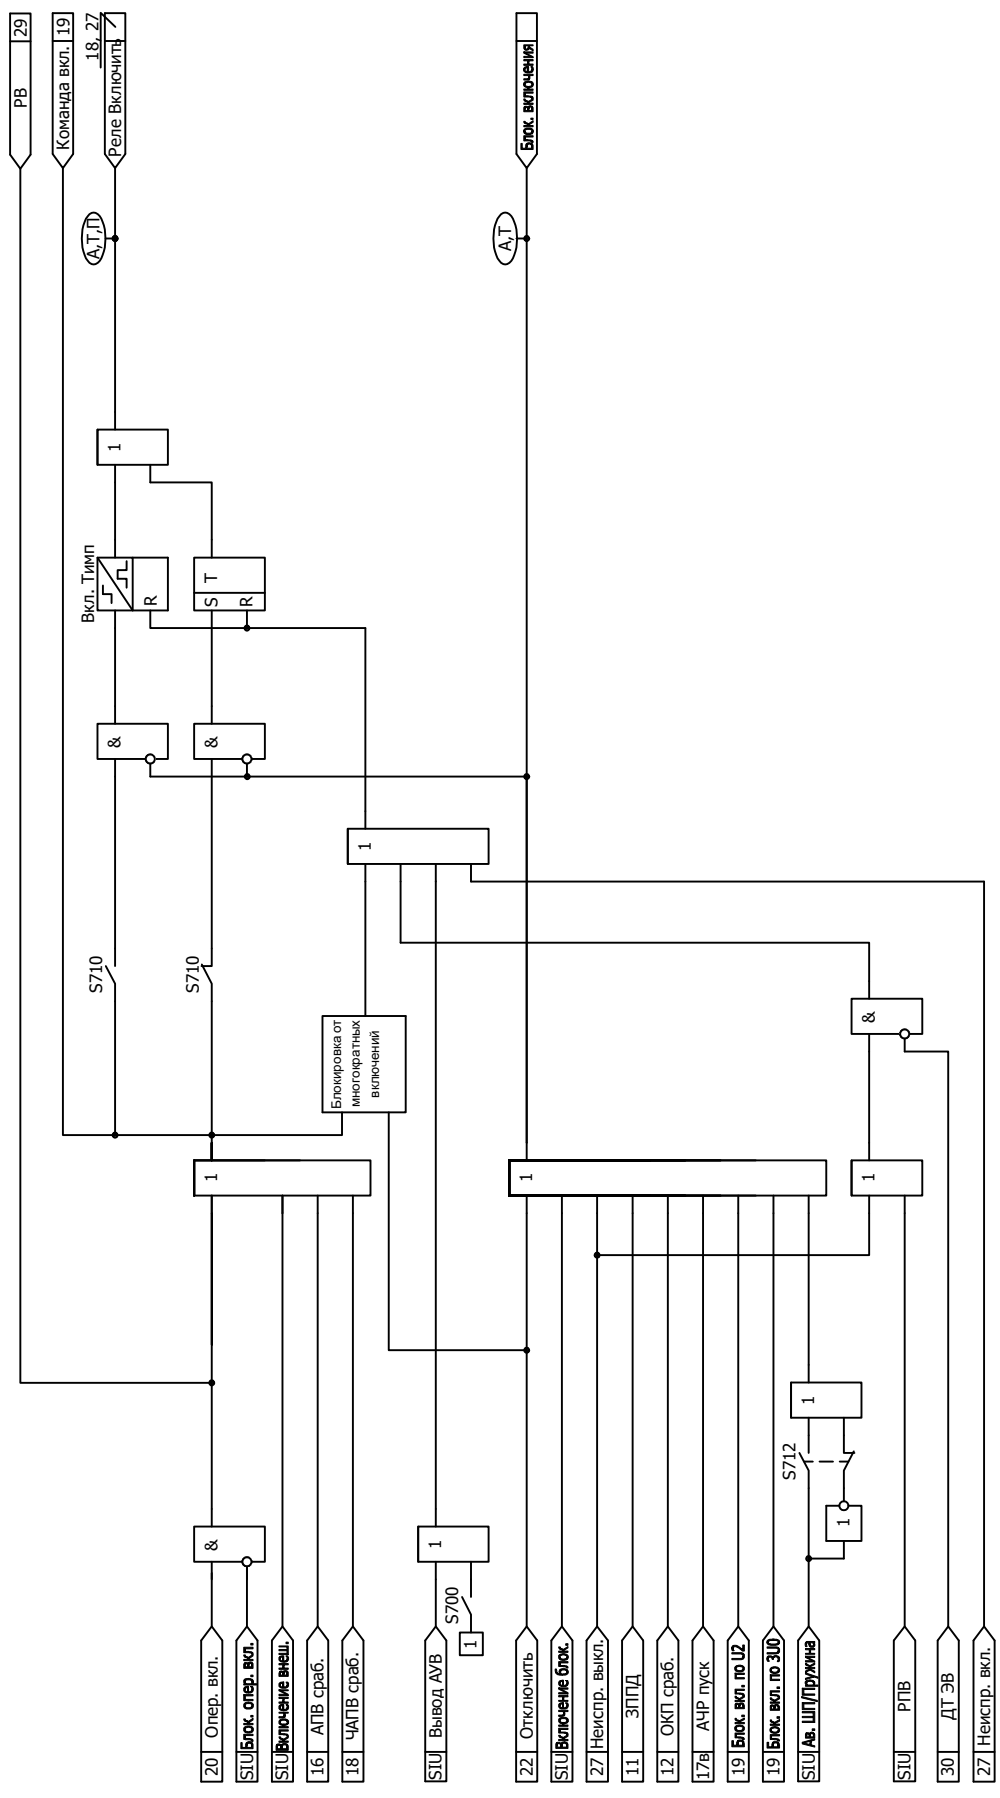 РВ 29
Команда вкл. 19
18, 27
Реле Включить
Блок. включения
А,Т,П
А,Т
1
Вкл. Тимп
R
S T
R
&
&
1
S710
S710
Блокировка от
многократных
включений
&
1
1
1
1
S712
1
&
1
S700
1
20 Опер. вкл.
SIU Блок. опер. вкл.
SIU Включение внеш.
16 АПВ сраб.
18 ЧАПВ сраб.
SIU Вывод АУВ
22 Отключить
SIU Включение блок.
27 Неиспр. выкл.
11 ЗППД
12 ОКП сраб.
17в АЧР пуск
19 Блок. вкл. по U2
19 Блок. вкл. по 3U0
SIU Ав. ШП/Пружина
SIU РПВ
30 ДТ ЭВ
27 Неиспр. вкл.